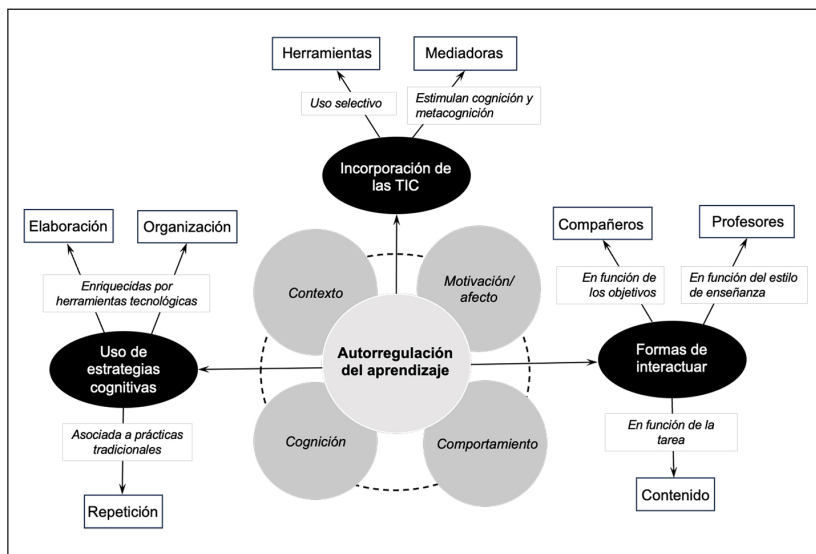 Herramientas
Mediadoras
Uso selectivo
Estimulan cognición y
metacognición
Incorporación de
las TIC
Elaboración
Organización
Enriquecidas por
herramientas tecnológicas
Uso de
estrategias
cognitivas
Asociada a prácticas
tradicionales
Repetición
Contexto
Motivación/
afecto
Autorregulación
del aprendizaje
Cognición
Comportamiento
Compañeros
Profesores
En función de
los objetivos
En función del estilo
de enseñanza
Formas de
interactuar
En función de la
tarea
Contenido